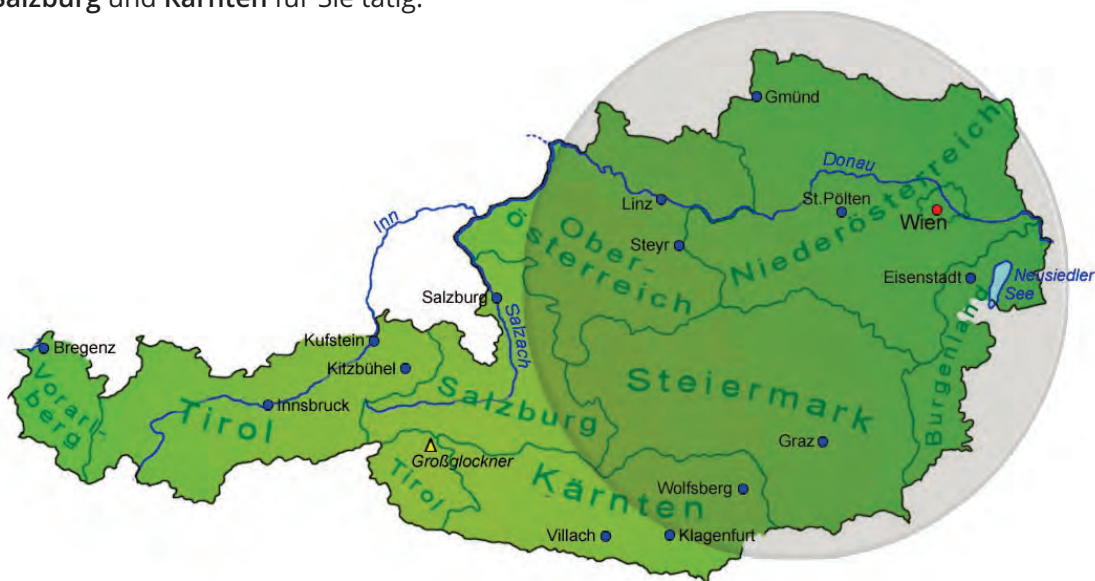 Salzburg und Kärnten für Sie tätig.
Gmünd
Donau
Linz
St.Pölten
Wien
Niederösterreich
Inn
Ober-
österreich
Steyr
Eisenstadt
Neusiedler
See
Salzburg
Salzach
Kufstein
Bregenz
Kitzbühel
Vorarl-
berg
Tirol
Innsbruck
Salzburg
Steiermark
Burgenland
Graz
Großglockner
Tirol
Kärnten
Wolfsberg
Villach
Klagenfurt